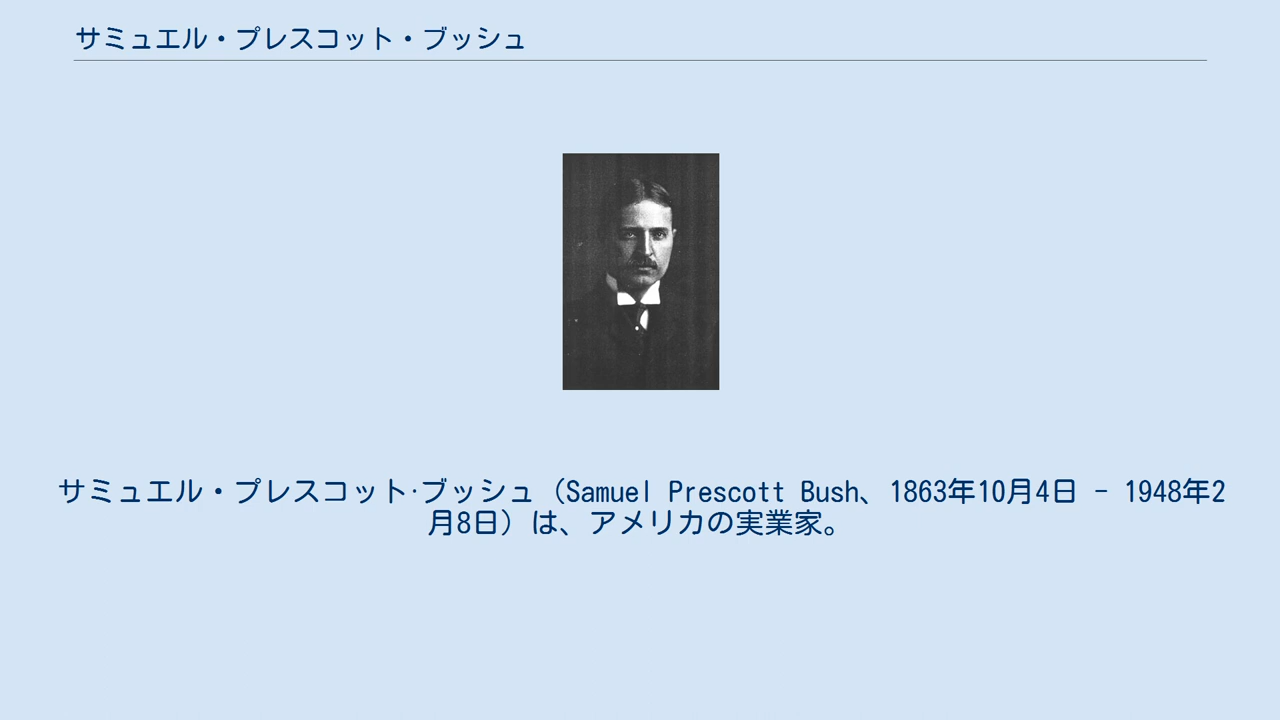 サミュエル・プレスコット・ブッシュ
サミュエル・プレスコット·ブッシュ（Samuel Prescott Bush、1863年10月4日 - 1948年2
月8日）は、アメリカの実業家。